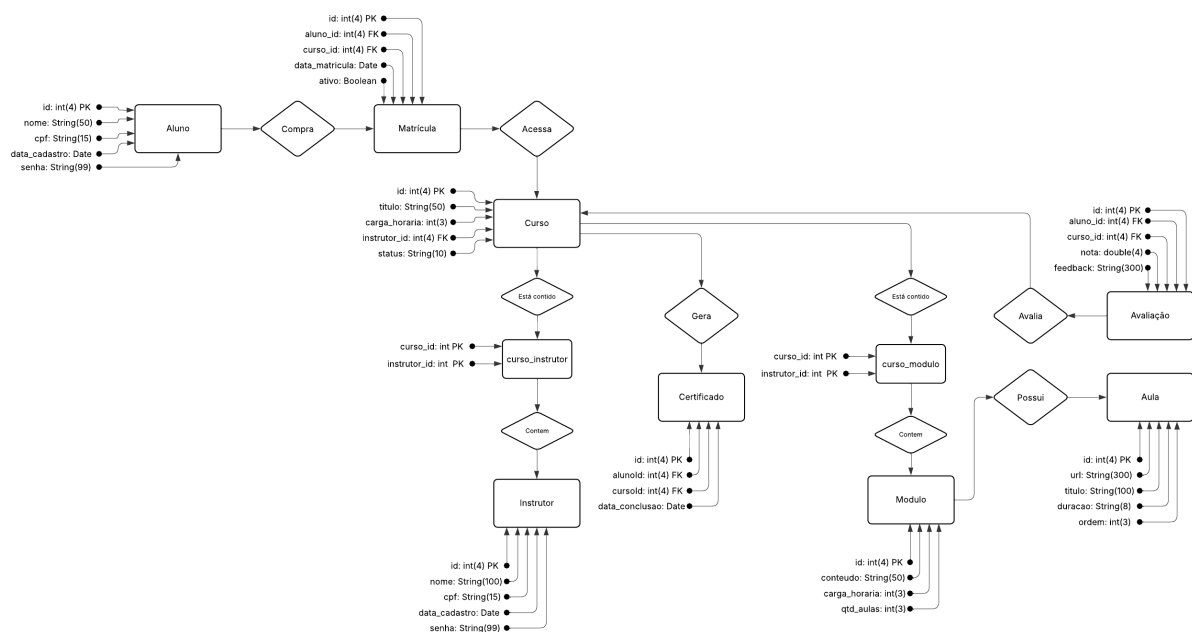 id: int(4) PK
aluno_id: int(4) FK
curso_id: int(4) FK
data_matricula: Date
ativo: Boolean
id: int(4) PK
nome: String(50)
cpf: String(15)
data_cadastro: Date
senha: String(99)
Aluno
Compra
Matrícula
Acessa
id: int(4) PK
titulo: String(50)
carga_horaria: int(3)
instrutor_id: int(4) FK
status: String(10)
Curso
id: int(4) PK
aluno_id: int(4) FK
curso_id: int(4) FK
nota: double(4)
feedback: String(300)
Está contido
Gera
Está contido
Avalia
Avaliação
curso_id: int PK
instrutor_id: int PK
curso_instrutor
curso_id: int PK
instrutor_id: int PK
curso_modulo
Certificado
Possui
Aula
Contem
Contem
id: int(4) PK
alunoId: int(4) FK
cursoId: int(4) FK
data_conclusao: Date
id: int(4) PK
url: String(300)
titulo: String(100)
duracao: String(8)
ordem: int(3)
Instrutor
Modulo
id: int(4) PK
nome: String(100)
cpf: String(15)
data_cadastro: Date
senha: String(99)
id: int(4) PK
conteudo: String(50)
carga_horaria: int(3)
qtd_aulas: int(3)